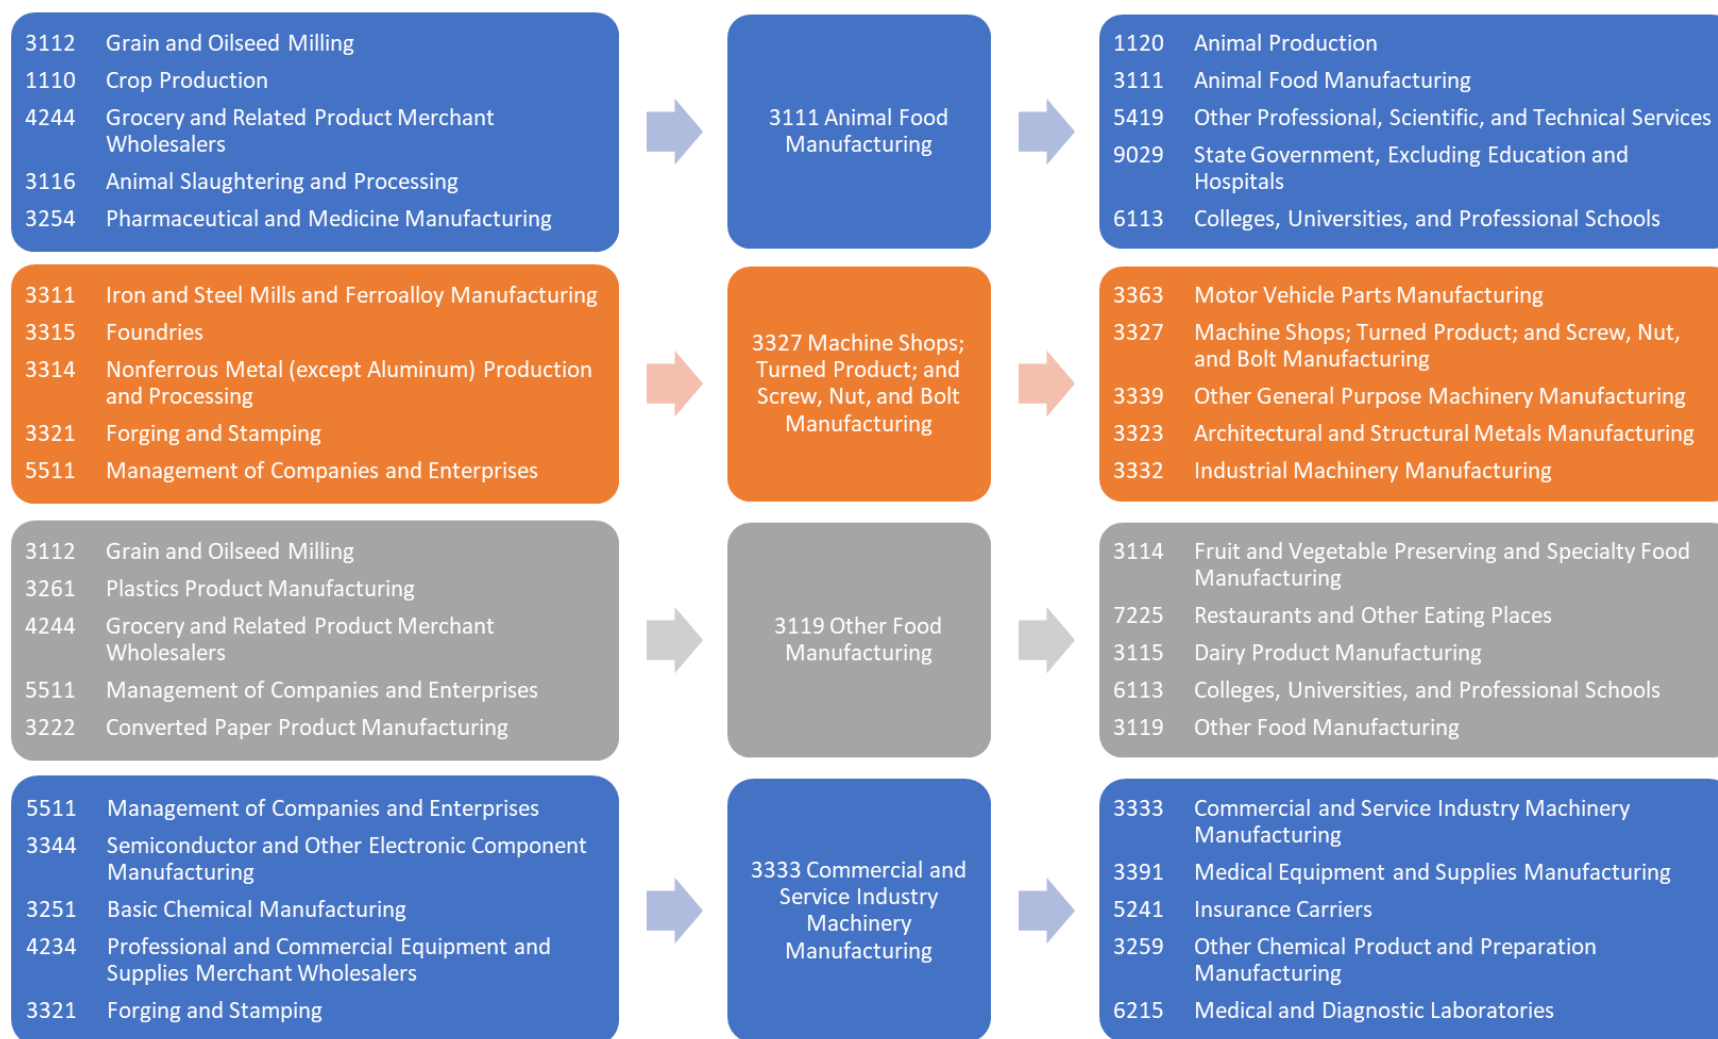 3112 Grain and Oilseed Milling
1110 Crop Production
4244 Grocery and Related Product Merchant
Wholesalers
3116 Animal Slaughtering and Processing
3254 Pharmaceutical and Medicine Manufacturing
3111 Animal Food
Manufacturing
1120 Animal Production
3111 Animal Food Manufacturing
5419 Other Professional, Scientific, and Technical Services
9029 State Government, Excluding Education and
Hospitals
6113 Colleges, Universities, and Professional Schools
3311 Iron and Steel Mills and Ferroalloy Manufacturing
3315 Foundries
3314 Nonferrous Metal (except Aluminum) Production
and Processing
3321 Forging and Stamping
5511 Management of Companies and Enterprises
3327 Machine Shops;
Turned Product; and
Screw, Nut, and Bolt
Manufacturing
3363 Motor Vehicle Parts Manufacturing
3327 Machine Shops; Turned Product; and Screw, Nut,
and Bolt Manufacturing
3339 Other General Purpose Machinery Manufacturing
3323 Architectural and Structural Metals Manufacturing
3332 Industrial Machinery Manufacturing
3112 Grain and Oilseed Milling
3261 Plastics Product Manufacturing
4244 Grocery and Related Product Merchant
Wholesalers
5511 Management of Companies and Enterprises
3222 Converted Paper Product Manufacturing
3119 Other Food
Manufacturing
3114 Fruit and Vegetable Preserving and Specialty Food
Manufacturing
7225 Restaurants and Other Eating Places
3115 Dairy Product Manufacturing
6113 Colleges, Universities, and Professional Schools
3119 Other Food Manufacturing
5511 Management of Companies and Enterprises
3344 Semiconductor and Other Electronic Component
Manufacturing
3251 Basic Chemical Manufacturing
4234 Professional and Commercial Equipment and
Supplies Merchant Wholesalers
3321 Forging and Stamping
3333 Commercial and
Service Industry
Machinery
Manufacturing
3333 Commercial and Service Industry Machinery
Manufacturing
3391 Medical Equipment and Supplies Manufacturing
5241 Insurance Carriers
3259 Other Chemical Product and Preparation
Manufacturing
6215 Medical and Diagnostic Laboratories